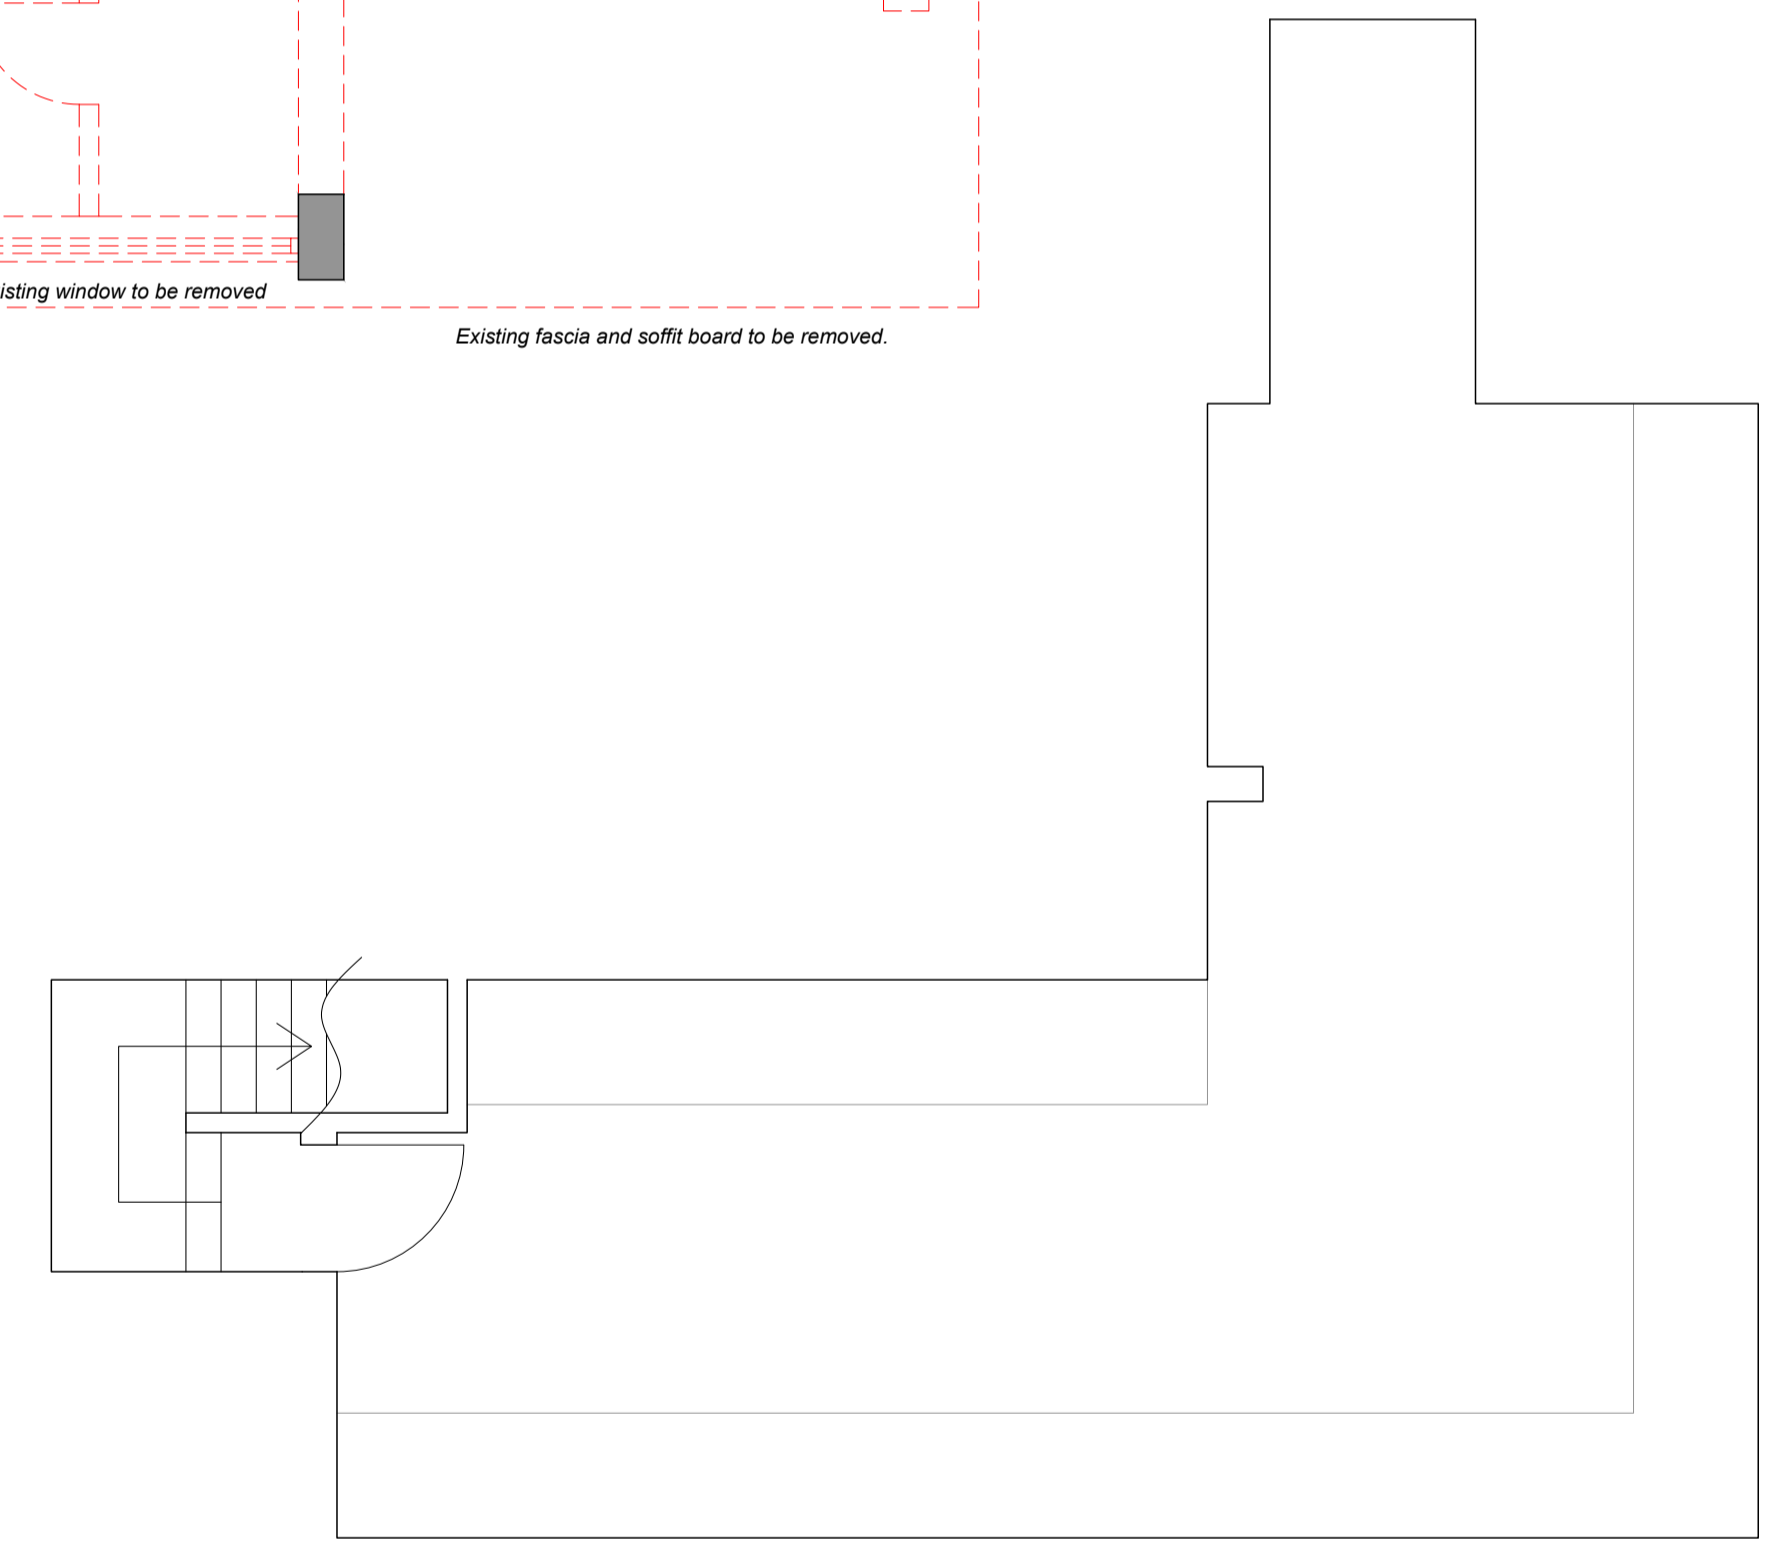 isting window to be removed
Existing fascia and soffit board to be removed.